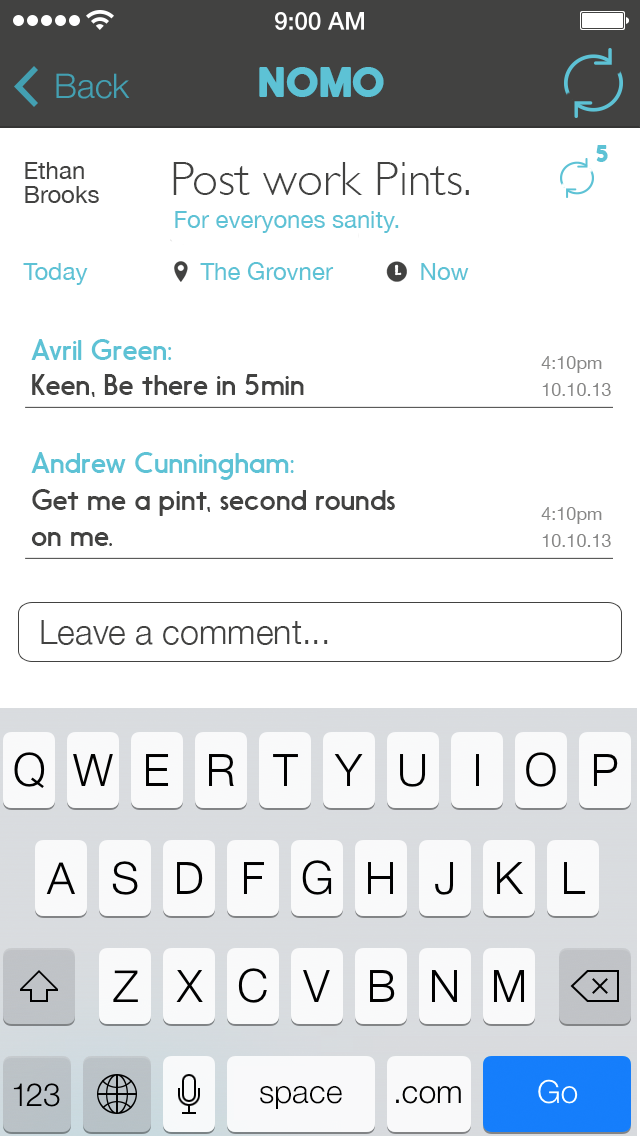 9:00 AM
Back
NOMO
Ethan
Brooks
Post work Pints.
5
For everyones sanity.
Today
The Grovner
Now
Avril Green:
Keen, Be there in 5min
4:10pm
10.10.13
Andrew Cunningham:
Get me a pint, second rounds
on me.
4:10pm
10.10.13
Leave a comment...
Q W E R T Y U I O P
A S D F G H J K L
Z X C V B N M
123 space .com Go